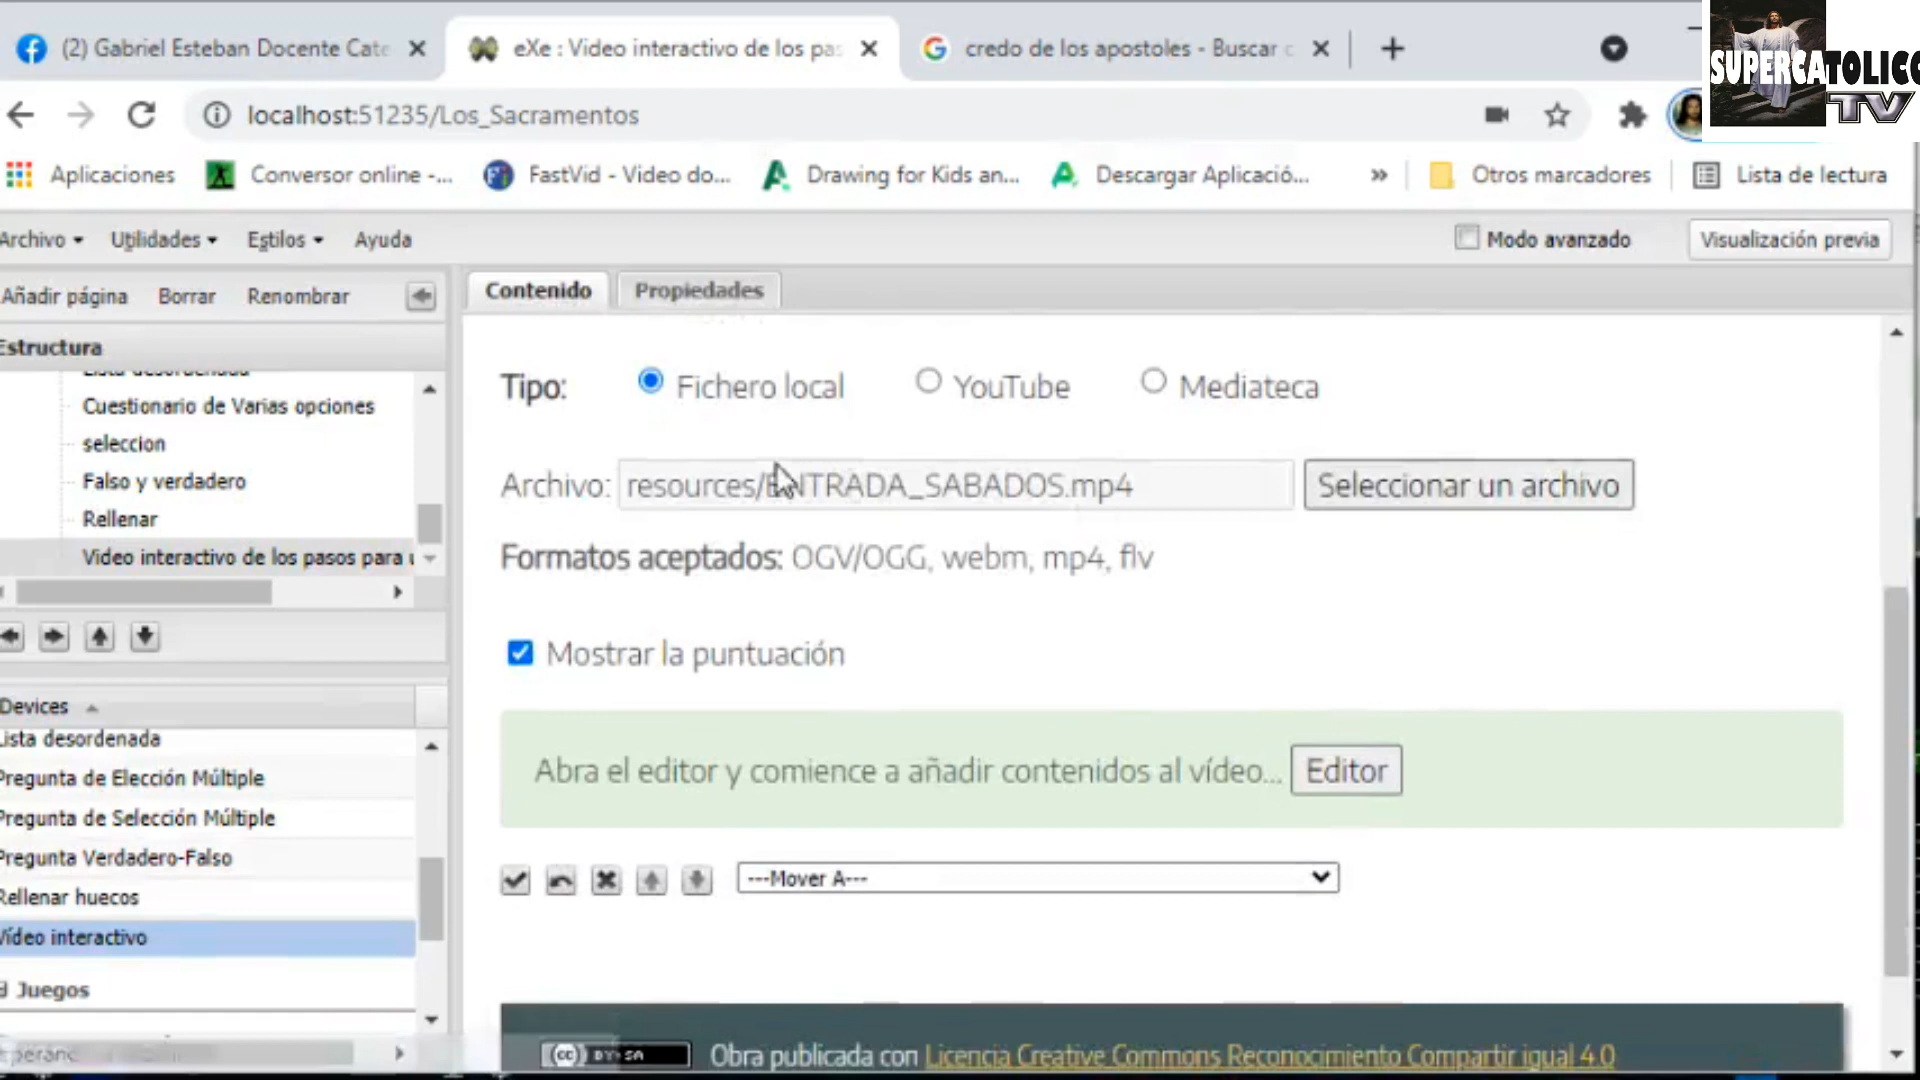 (2) Gabriel Esteban Docente Cate
eXe : Video interactivo de los pas
credo de los apostoles - Buscar c
SUPERCATOLICO
TV
localhost:51235/Los_Sacramentos
Aplicaciones
Conversor online -...
FastVid - Video do...
Drawing for Kids an...
Descargar Aplicació...
»
Otros marcadores
Lista de lectura
Archivo
Utilidades
Estilos
Ayuda
Modo avanzado
Visualización previa
Añadir página
Borrar
Renombrar
Contenido
Propiedades
Estructura
Lista desordenada
Cuestionario de Varias opciones
seleccion
Falso y verdadero
Rellenar
Video interactivo de los pasos para u
Tipo:
Fichero local
YouTube
Mediateca
Archivo:
resources/ENTRADA_SABADOS.mp4
Seleccionar un archivo
Formatos aceptados: OGV/OGG, webm, mp4, flv
Mostrar la puntuación
Abra el editor y comience a añadir contenidos al vídeo...
Editor
---Mover A---
Devices
Lista desordenada
Pregunta de Elección Múltiple
Pregunta de Selección Múltiple
Pregunta Verdadero-Falso
Rellenar huecos
Vídeo interactivo
Juegos
cc BY-SA
Obra publicada con Licencia Creative Commons Reconocimiento Compartir igual 4.0